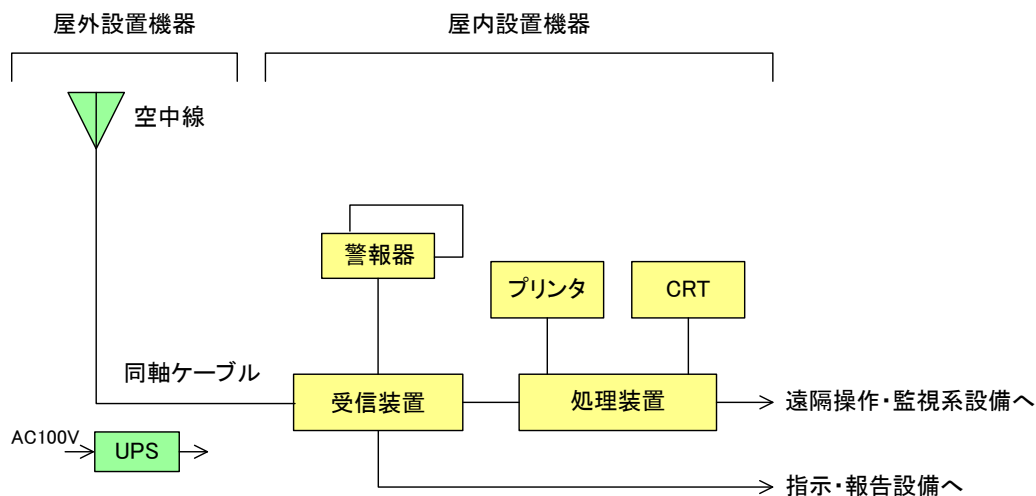 屋外設置機器
屋内設置機器
空中線
警報器
プリンタ
CRT
同軸ケーブル
受信装置
処理装置
遠隔操作・監視系設備へ
AC100V
UPS
指示・報告設備へ